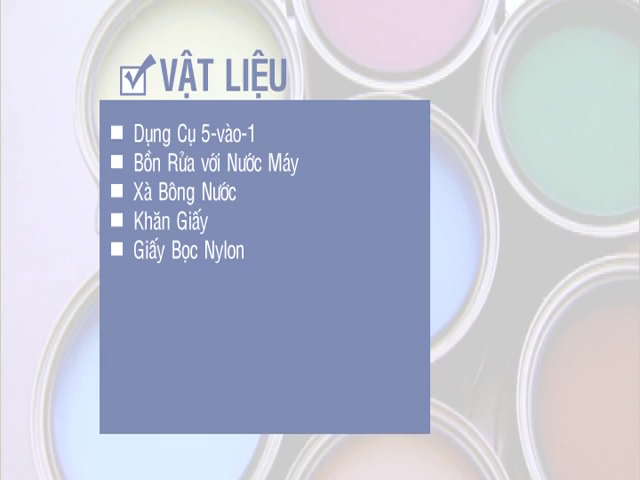 VẬT LIỆU
Dụng Cụ 5-vào-1
Bồn Rửa với Nước Máy
Xà Bông Nước
Khăn Giấy
Giấy Bọc Nylon